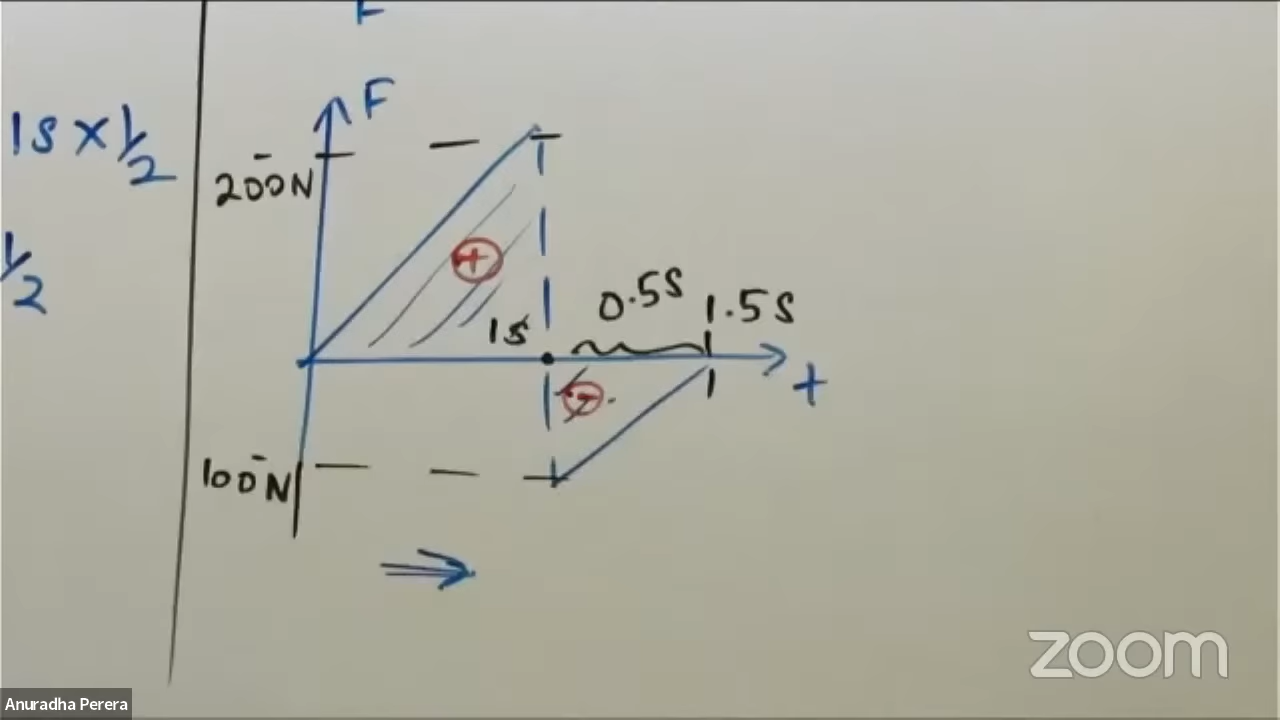 F
F
1s × 1/2
200N
1/2
0.5s
1.5s
+
1s
t
-
100N
Anuradha Perera
zoom